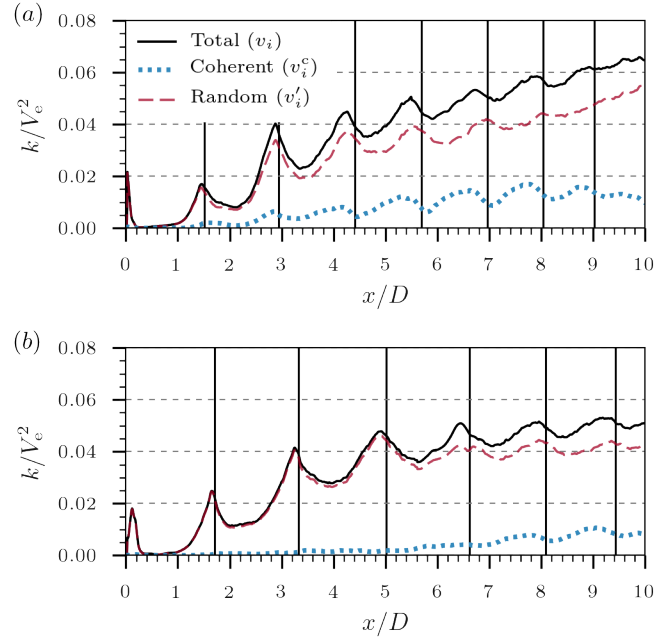 (a)
Total (v_i)
Coherent (v_i^c)
Random (v_i′)
k/V_e^2
0.08
0.06
0.04
0.02
0.00
0 1 2 3 4 5 6 7 8 9 10
x/D
(b)
k/V_e^2
0.08
0.06
0.04
0.02
0.00
0 1 2 3 4 5 6 7 8 9 10
x/D